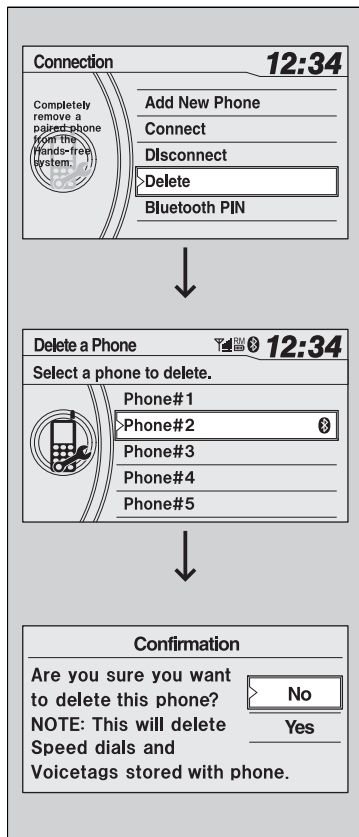 Connection 12:34
Completely
remove a
paired phone
from the
Hands-free
system.
Add New Phone
Connect
Disconnect
Delete
Bluetooth PIN
Delete a Phone RM 12:34
Select a phone to delete.
Phone#1
Phone#2
Phone#3
Phone#4
Phone#5
Confirmation
Are you sure you want
to delete this phone?
NOTE: This will delete
Speed dials and
Voicetags stored with phone.
No
Yes